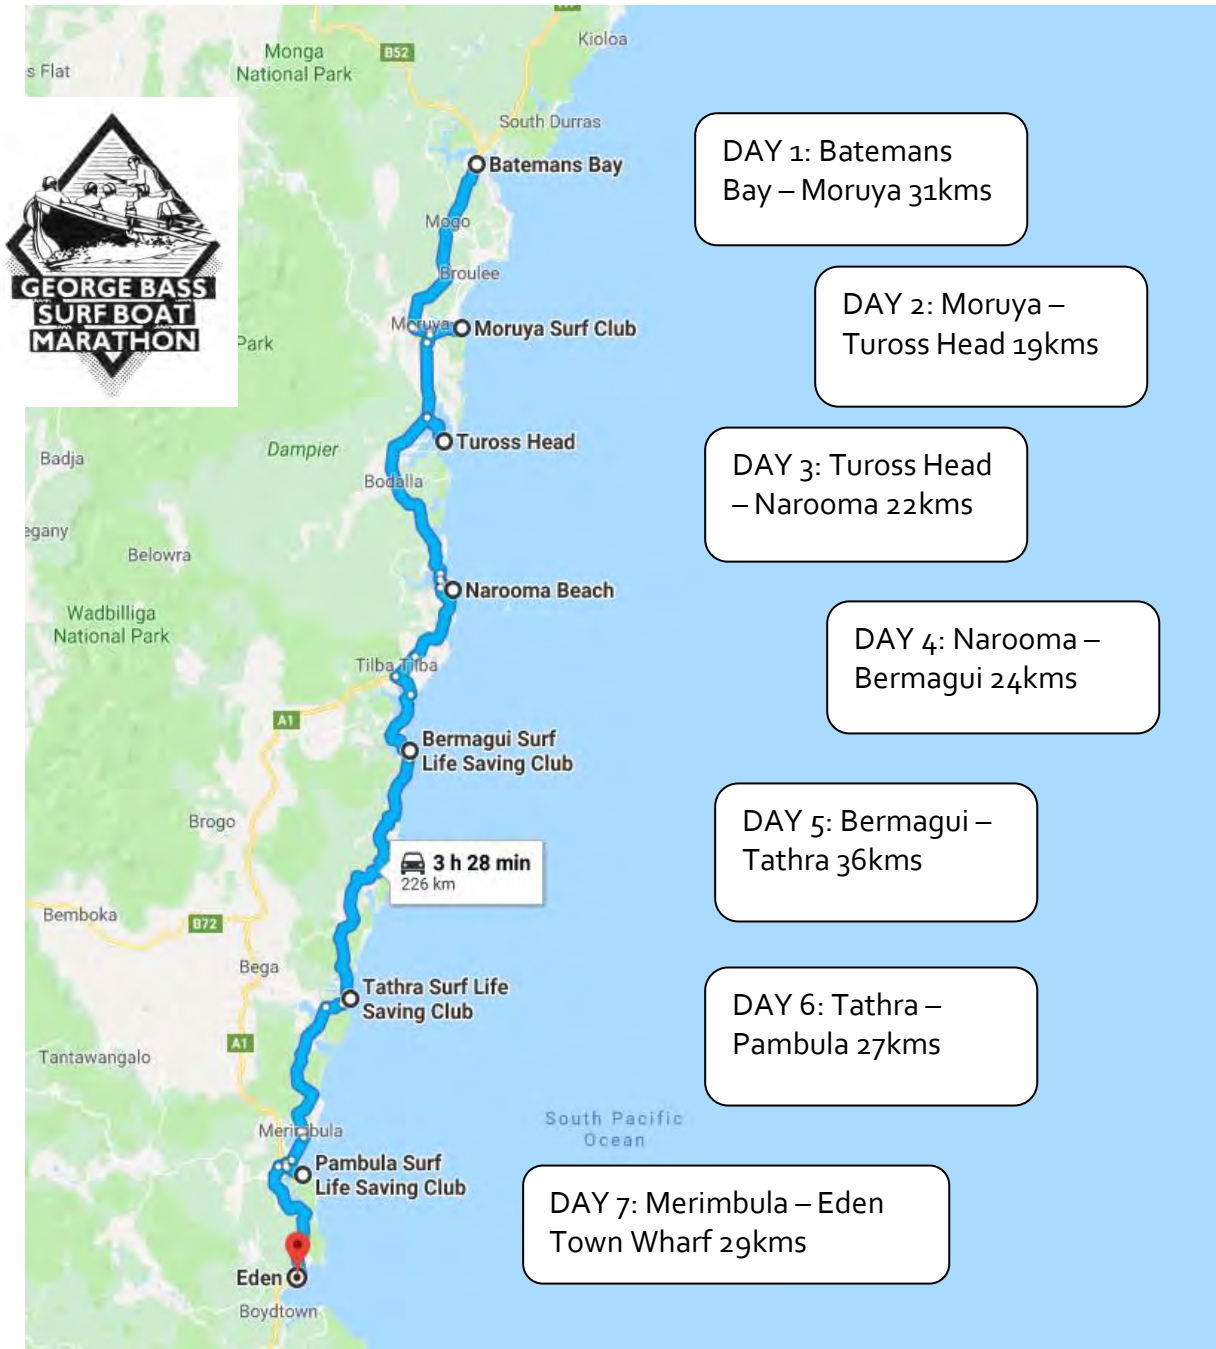 Kioloa
Monga
National Park
B52
s Flat
South Durras
Batemans Bay
DAY 1: Batemans
Bay – Moruya 31kms
Mogo
Broulee
GEORGE BASS
SURF BOAT
MARATHON
Moruya
Moruya Surf Club
Park
DAY 2: Moruya –
Tuross Head 19kms
Tuross Head
Dampier
Badja
Bodalla
DAY 3: Tuross Head
– Narooma 22kms
egany
Belowra
Narooma Beach
Wadbilliga
National Park
Tilba Tilba
DAY 4: Narooma –
Bermagui 24kms
A1
Bermagui Surf
Life Saving Club
Brogo
DAY 5: Bermagui –
Tathra 36kms
3 h 28 min
226 km
Bemboka
B72
Bega
Tathra Surf Life
Saving Club
DAY 6: Tathra –
Pambula 27kms
A1
Tantawangalo
South Pacific
Ocean
Merimbula
Pambula Surf
Life Saving Club
DAY 7: Merimbula – Eden
Town Wharf 29kms
Eden
Boydtown